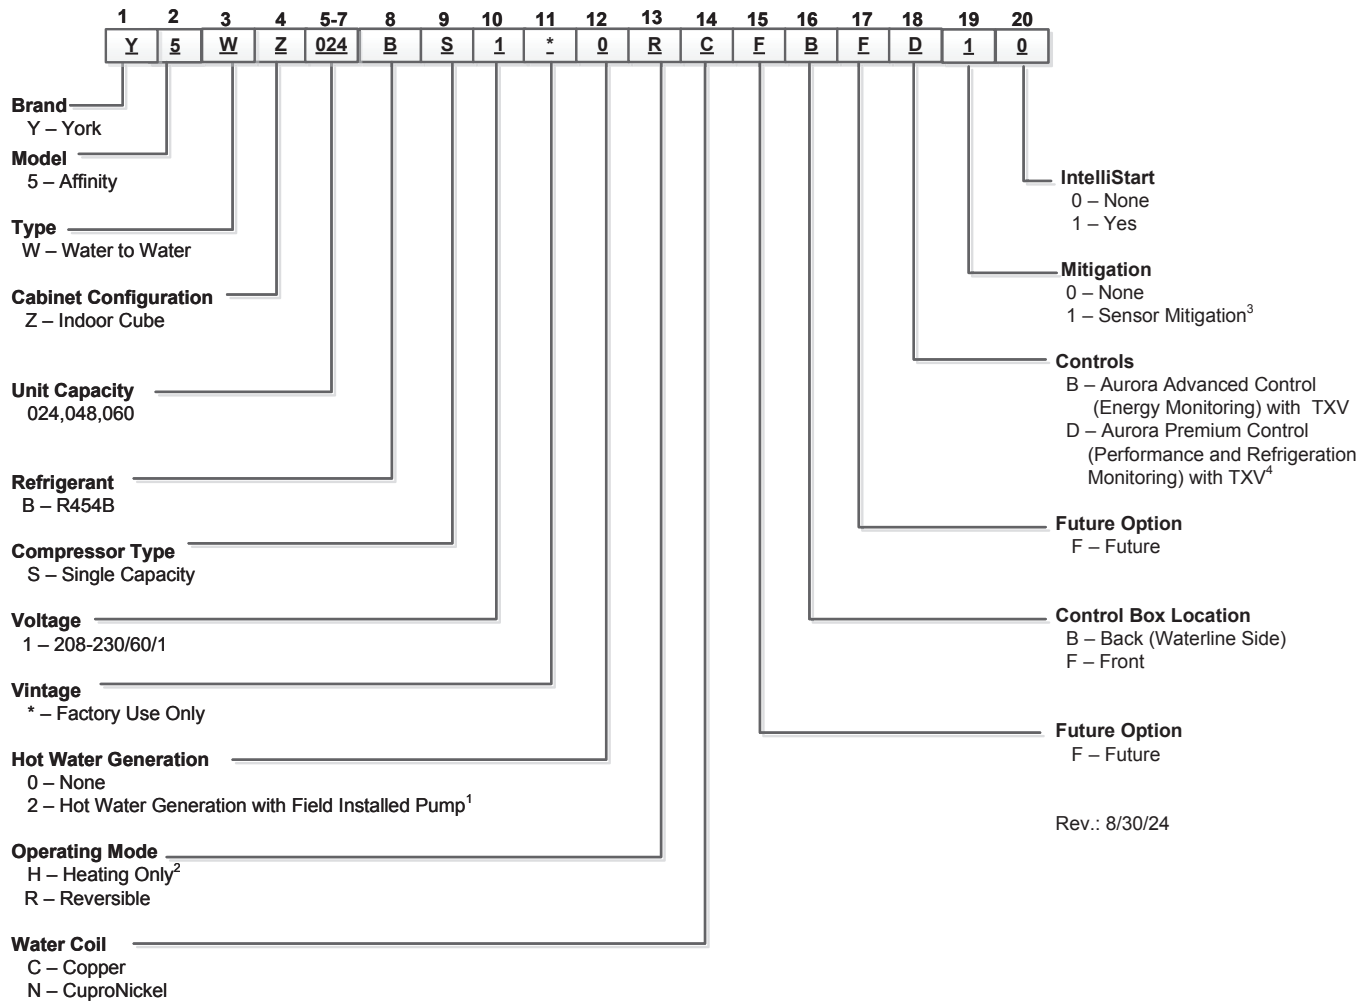 1 2 3 4 5-7 8 9 10 11 12 13 14 15 16 17 18 19 20
Y 5 W Z 024 B S 1 * 0 R C F B F D 1 0
Brand
Y – York
Model
5 – Affinity
Type
W – Water to Water
Cabinet Configuration
Z – Indoor Cube
Unit Capacity
024,048,060
Refrigerant
B – R454B
Compressor Type
S – Single Capacity
Voltage
1 – 208-230/60/1
Vintage
* – Factory Use Only
Hot Water Generation
0 – None
2 – Hot Water Generation with Field Installed Pump1
Operating Mode
H – Heating Only2
R – Reversible
Water Coil
C – Copper
N – CuproNickel
IntelliStart
0 – None
1 – Yes
Mitigation
0 – None
1 – Sensor Mitigation3
Controls
B – Aurora Advanced Control
(Energy Monitoring) with TXV
D – Aurora Premium Control
(Performance and Refrigeration
Monitoring) with TXV4
Future Option
F – Future
Control Box Location
B – Back (Waterline Side)
F – Front
Future Option
F – Future
Rev.: 8/30/24